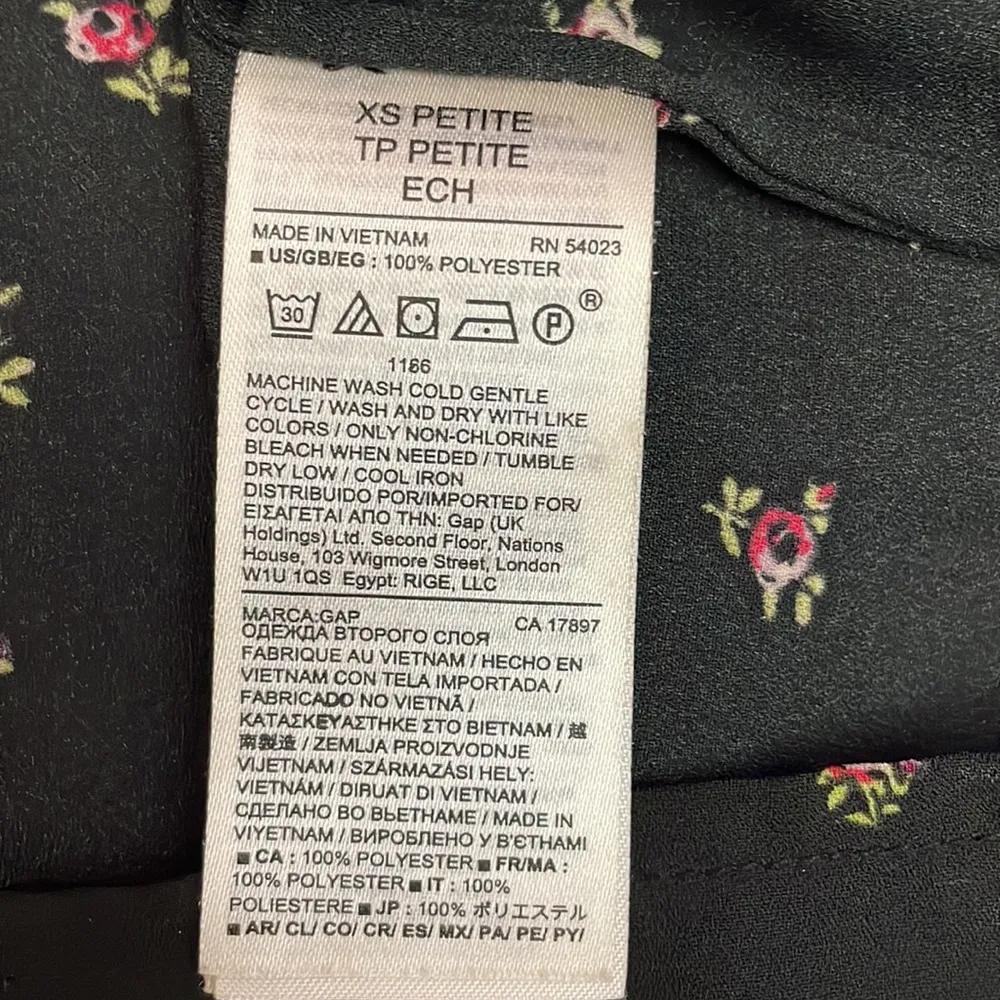 XS PETITE
TP PETITE
ECH
MADE IN VIETNAM RN 54023
■ US/GB/EG : 100% POLYESTER
30 P ®
1186
MACHINE WASH COLD GENTLE
CYCLE / WASH AND DRY WITH LIKE
COLORS / ONLY NON-CHLORINE
BLEACH WHEN NEEDED / TUMBLE
DRY LOW / COOL IRON
DISTRIBUIDO POR/IMPORTED FOR/
ΕΙΣΑΓΕΤΑΙ ΑΠΟ ΤΗΝ: Gap (UK
Holdings) Ltd. Second Floor, Nations
House, 103 Wigmore Street, London
W1U 1QS Egypt: RIGE, LLC
MARCA:GAP CA 17897
ОДЕЖДА ВТОРОГО СЛОЯ
FABRIQUE AU VIETNAM / HECHO EN
VIETNAM CON TELA IMPORTADA /
FABRICADO NO VIETNÃ /
ΚΑΤΑΣΚΕΥΑΣΤΗΚΕ ΣΤΟ ΒΙΕΤΝΑΜ / 越
南製造 / ZEMLJA PROIZVODNJE
VIJETNAM / SZÁRMAZÁSI HELY:
VIETNÁM / DIBUAT DI VIETNAM /
СДЕЛАНО ВО ВЬЕТНАМЕ / MADE IN
VIYETNAM / ВИРОБЛЕНО У В'ЄТНАМІ
■ CA : 100% POLYESTER ■ FR/MA :
100% POLYESTER ■ IT : 100%
POLIESTERE ■ JP : 100% ポリエステル
■ AR/ CL/ CO/ CR/ ES/ MX/ PA/ PE/ PY/